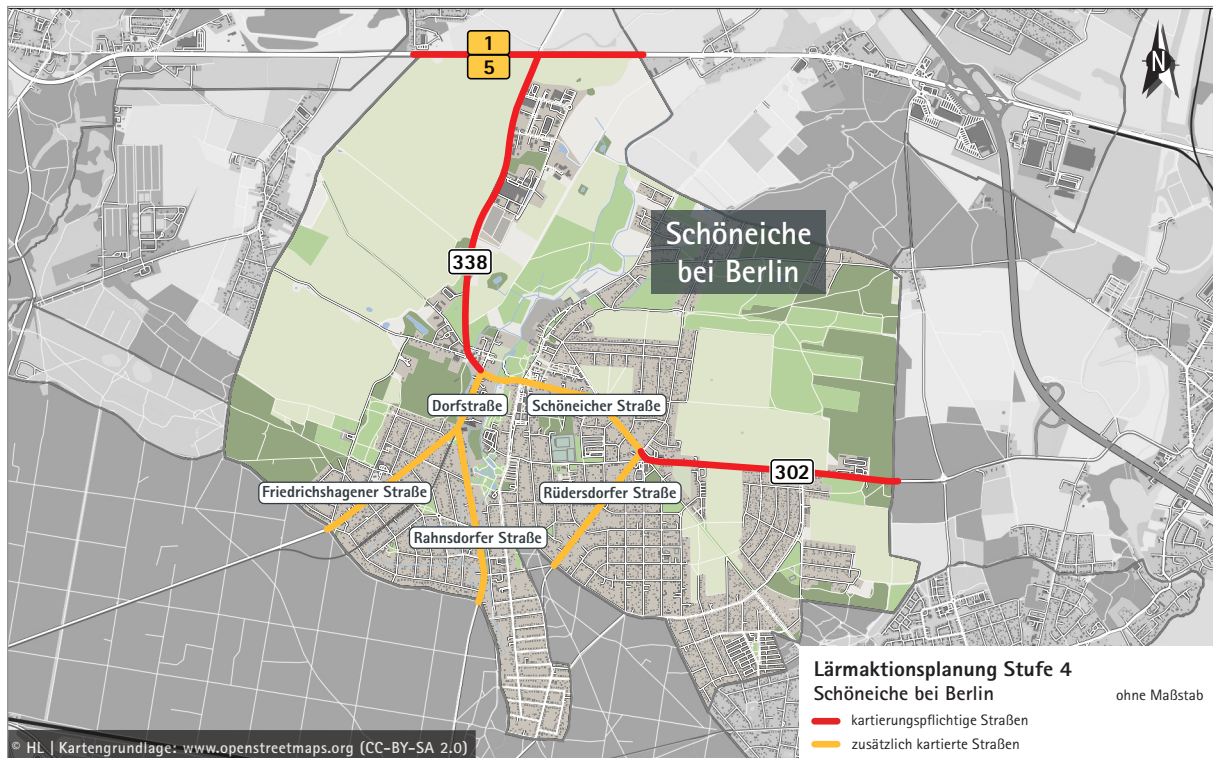 1
5
N
Schöneiche
bei Berlin
338
Dorfstraße
Schöneicher Straße
302
Friedrichshagener Straße
Rüdersdorfer Straße
Rahnsdorfer Straße
Lärmaktionsplanung Stufe 4
Schöneiche bei Berlin
ohne Maßstab
kartierungspflichtige Straßen
zusätzlich kartierte Straßen
© HL | Kartengrundlage: www.openstreetmaps.org (CC-BY-SA 2.0)